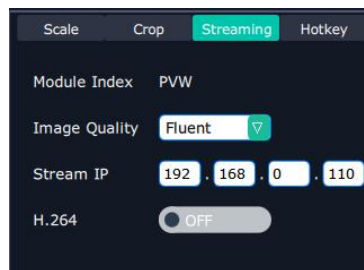 Scale Crop Streaming Hotkey
Module Index PVW
Image Quality Fluent
Stream IP 192 . 168 . 0 . 110
H.264 OFF